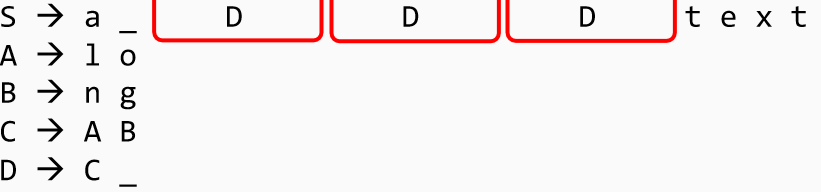 S → a _ D D D t e x t
A → l o
B → n g
C → A B
D → C _